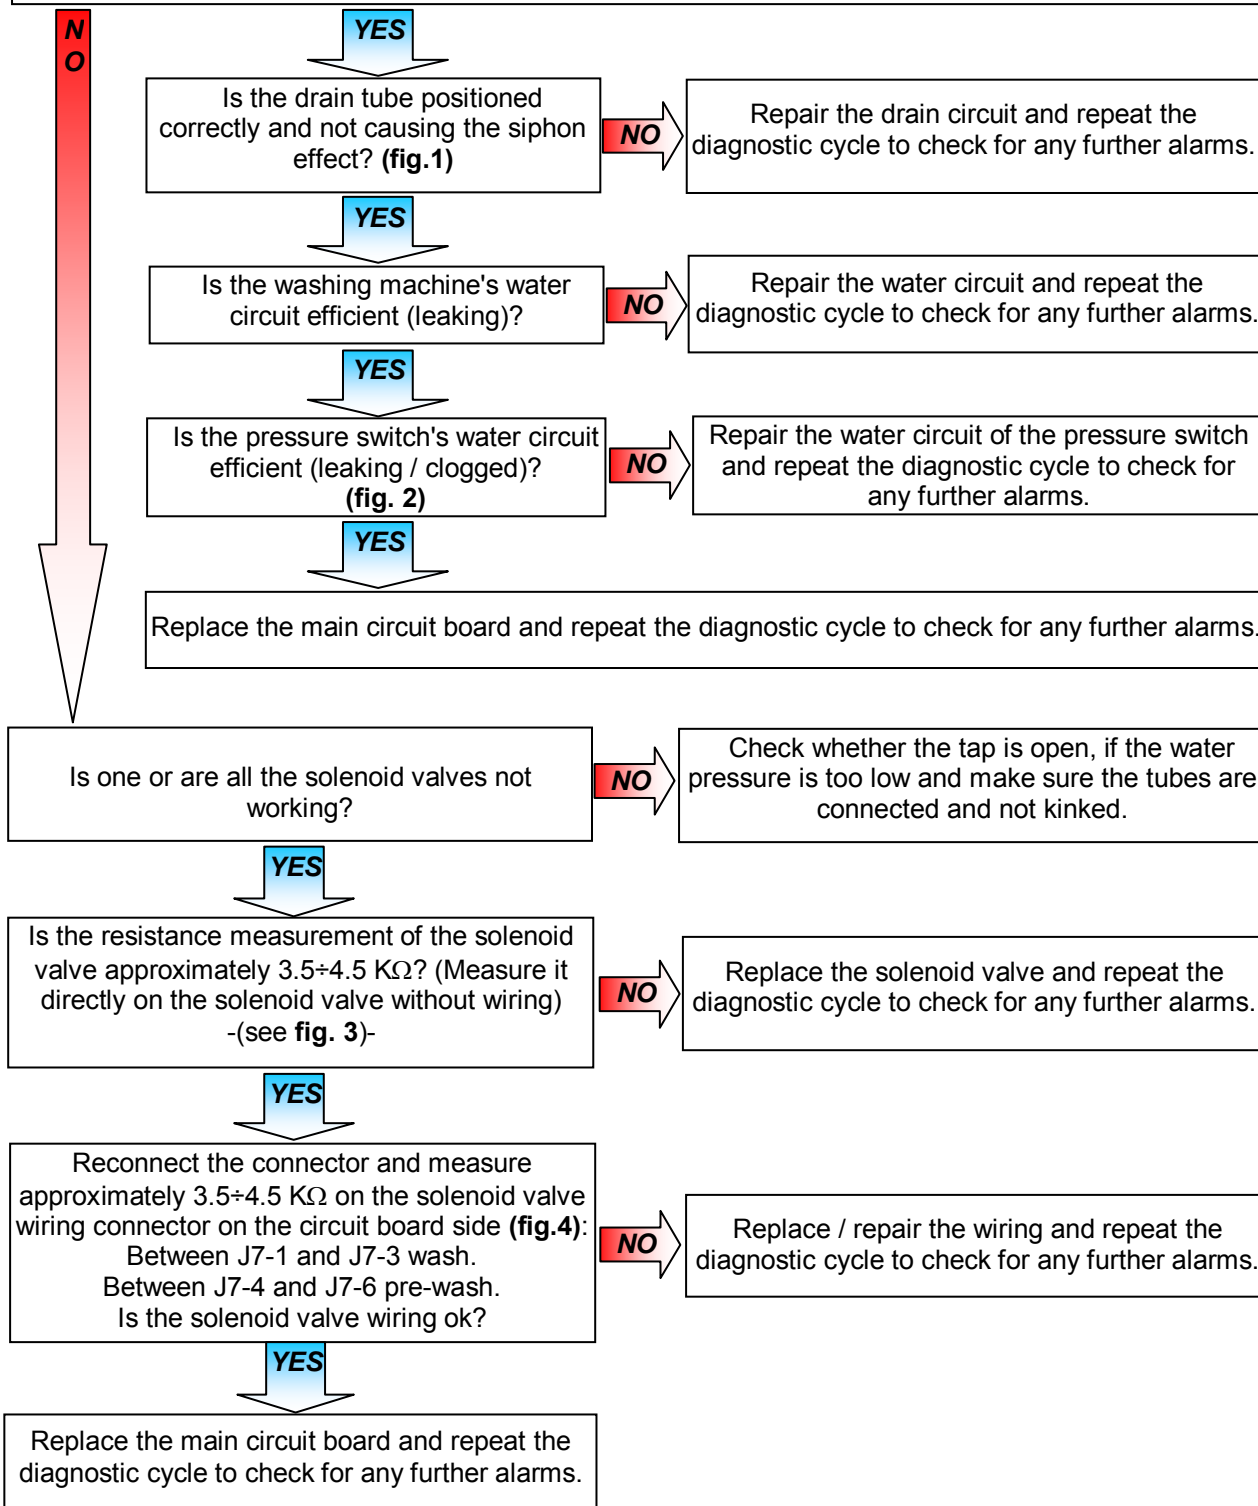 N
O
YES
Is the drain tube positioned
correctly and not causing the siphon
effect? (fig.1)
NO
Repair the drain circuit and repeat the
diagnostic cycle to check for any further alarms.
YES
Is the washing machine's water
circuit efficient (leaking)?
NO
Repair the water circuit and repeat the
diagnostic cycle to check for any further alarms.
YES
Is the pressure switch's water circuit
efficient (leaking / clogged)?
(fig. 2)
NO
Repair the water circuit of the pressure switch
and repeat the diagnostic cycle to check for
any further alarms.
YES
Replace the main circuit board and repeat the diagnostic cycle to check for any further alarms.
Is one or are all the solenoid valves not
working?
NO
Check whether the tap is open, if the water
pressure is too low and make sure the tubes are
connected and not kinked.
YES
Is the resistance measurement of the solenoid
valve approximately 3.5÷4.5 KΩ? (Measure it
directly on the solenoid valve without wiring)
-(see fig. 3)-
NO
Replace the solenoid valve and repeat the
diagnostic cycle to check for any further alarms.
YES
Reconnect the connector and measure
approximately 3.5÷4.5 KΩ on the solenoid valve
wiring connector on the circuit board side (fig.4):
Between J7-1 and J7-3 wash.
Between J7-4 and J7-6 pre-wash.
Is the solenoid valve wiring ok?
NO
Replace / repair the wiring and repeat the
diagnostic cycle to check for any further alarms.
YES
Replace the main circuit board and repeat the
diagnostic cycle to check for any further alarms.